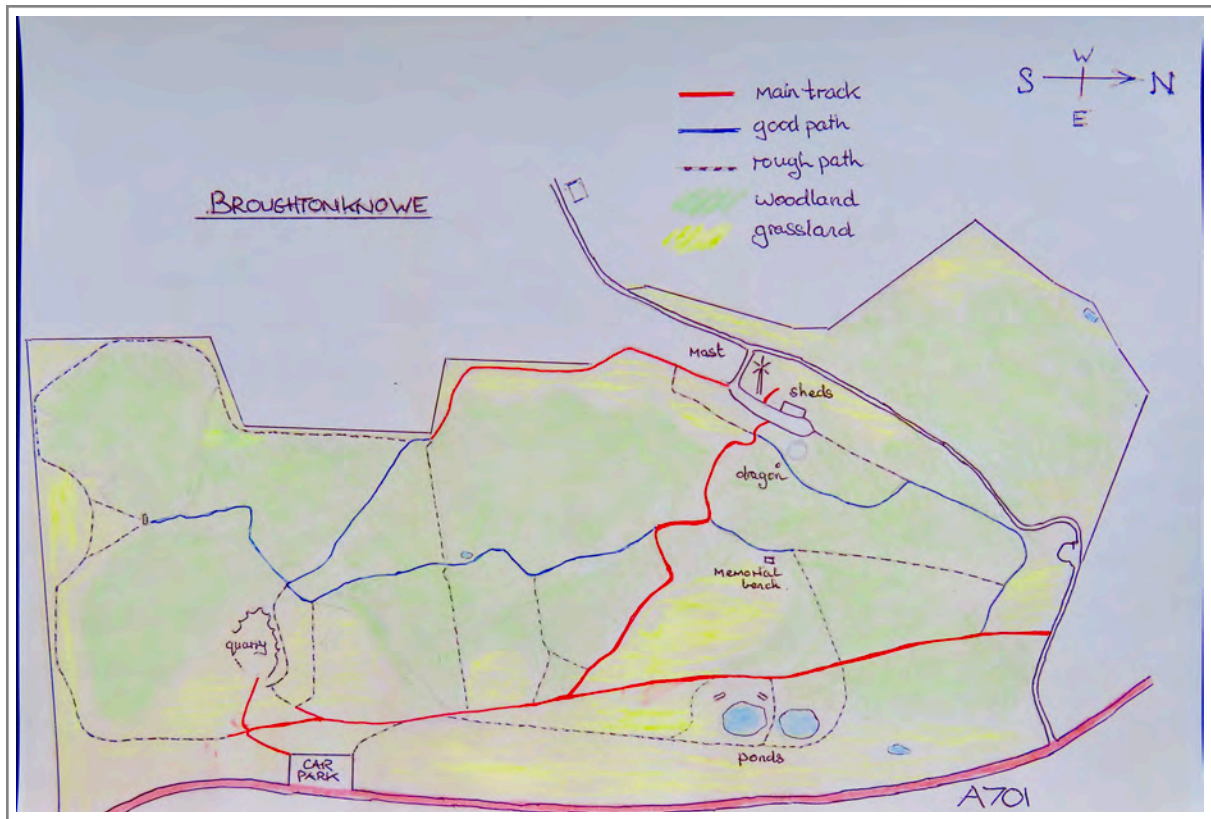 W
S N
E
main track
good path
rough path
woodland
grassland
BROUGHTONKNOWE
Mast
sheds
dragon
MEMORIAL
bench
quarry
ponds
CAR
PARK
A701